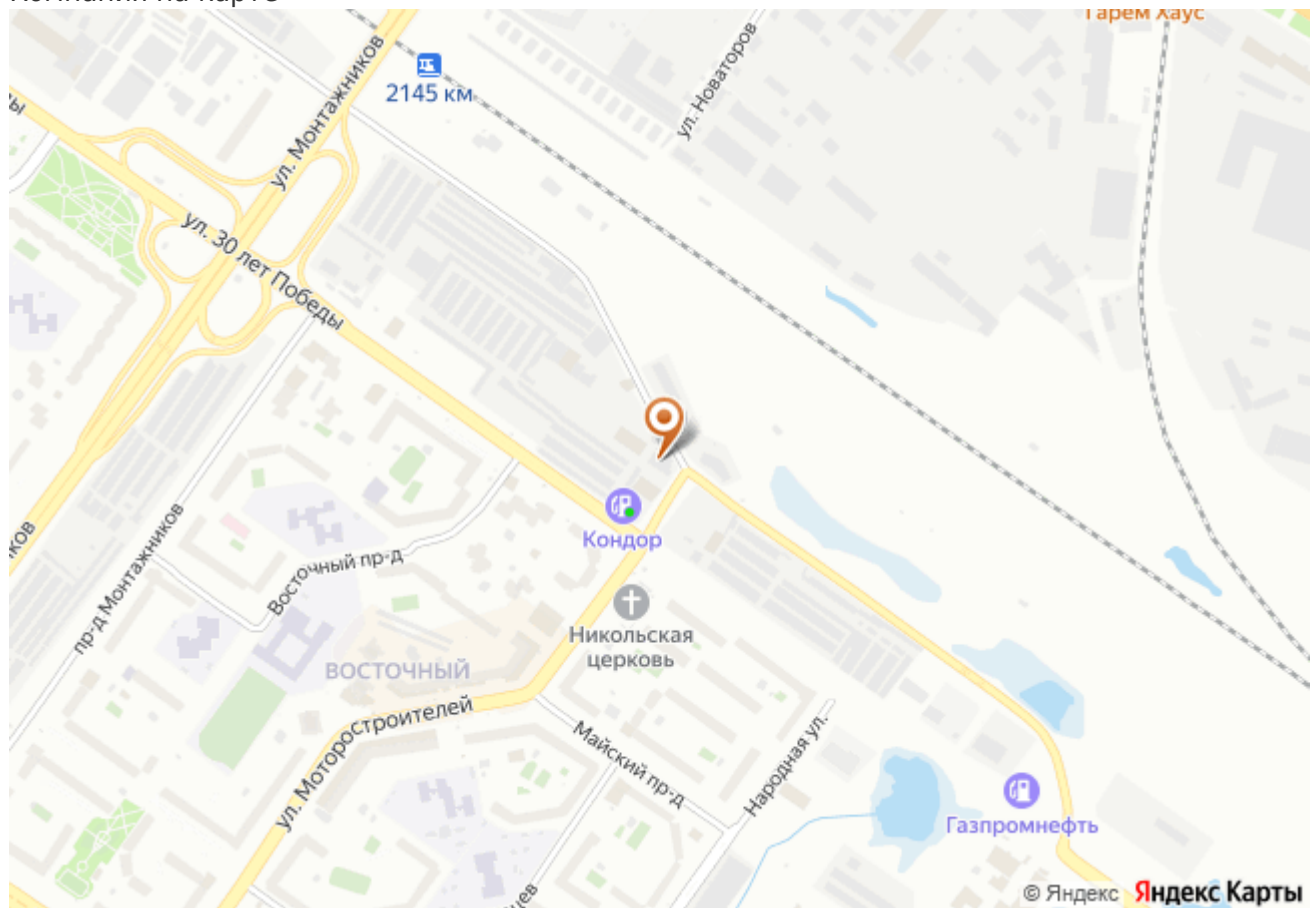 Гарем Хаус
2145 км
ул. Монтажников
ул. Новаторов
ул. 30 лет Победы
Кондор
Восточный пр-д
пр-д Монтажников
Никольская
церковь
ВОСТОЧНЫЙ
ул. Моторостроителей
Майский пр-д
Народная ул.
Газпромнефть
© Яндекс Яндекс Карты